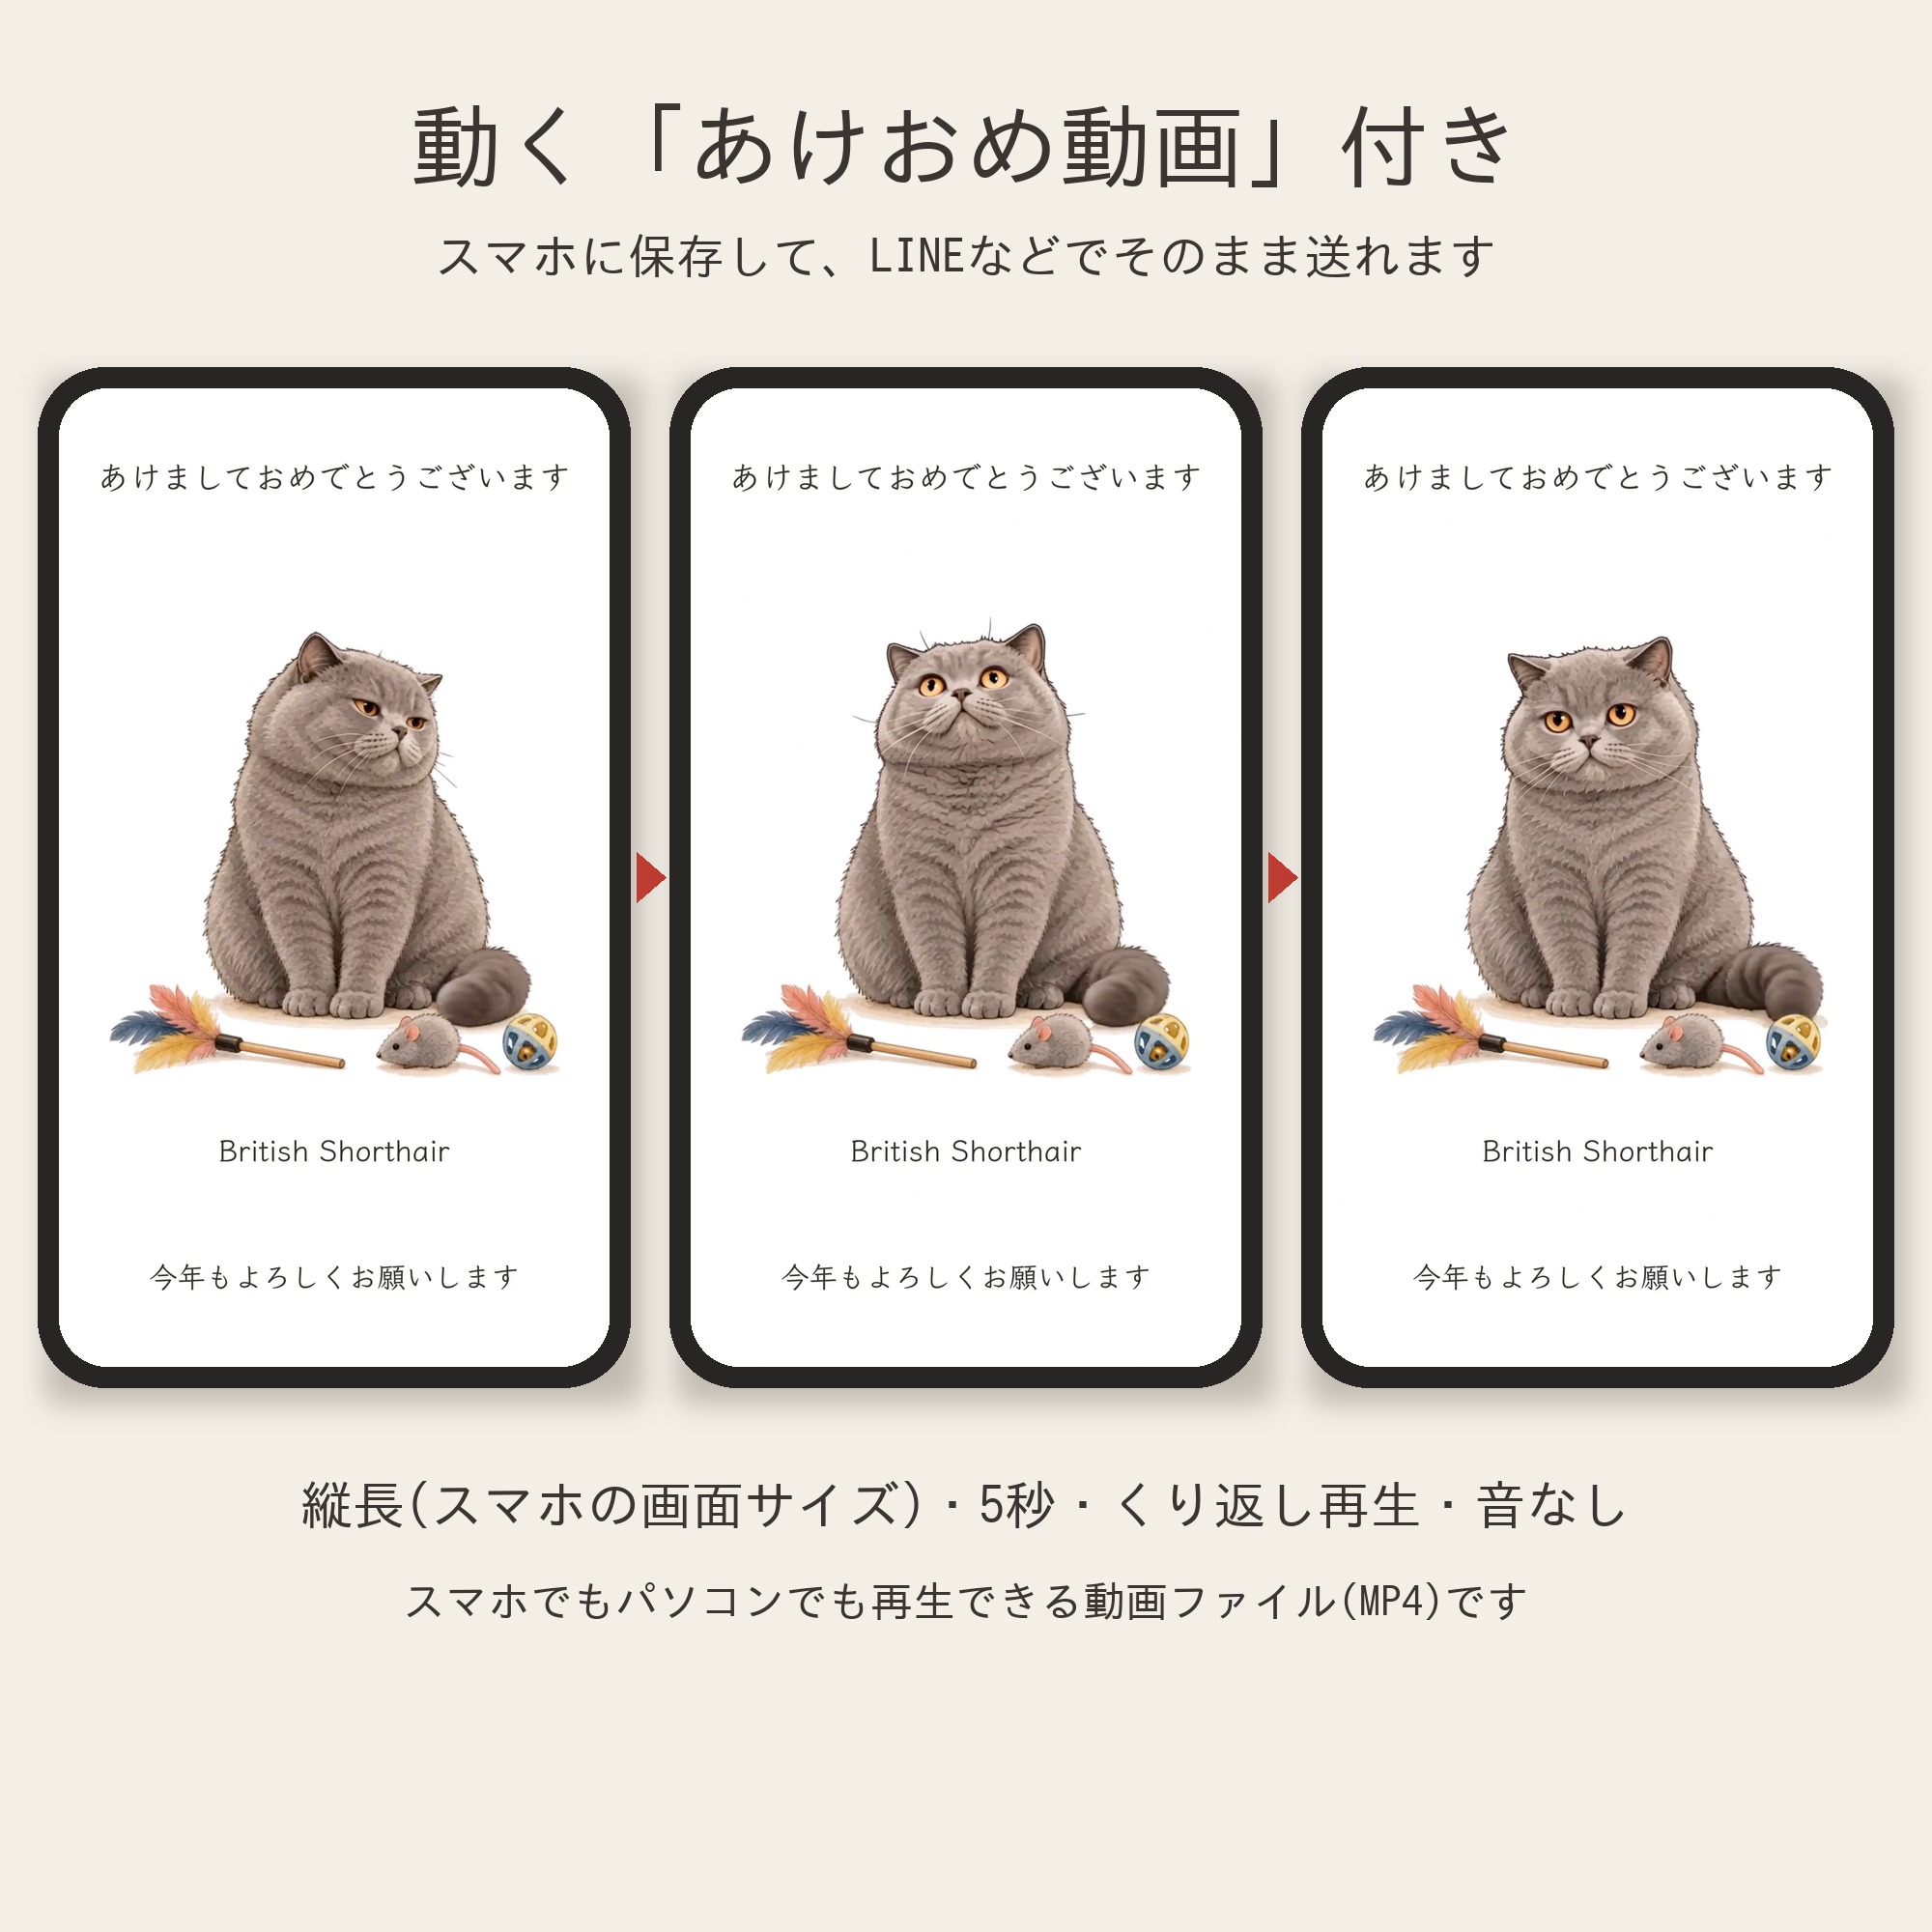 動く「あけおめ動画」付き
スマホに保存して、LINEなどでそのまま送れます
あけましておめでとうございます
British Shorthair
今年もよろしくお願いします
あけましておめでとうございます
British Shorthair
今年もよろしくお願いします
あけましておめでとうございます
British Shorthair
今年もよろしくお願いします
縦長(スマホの画面サイズ)・5秒・くり返し再生・音なし
スマホでもパソコンでも再生できる動画ファイル(MP4)です